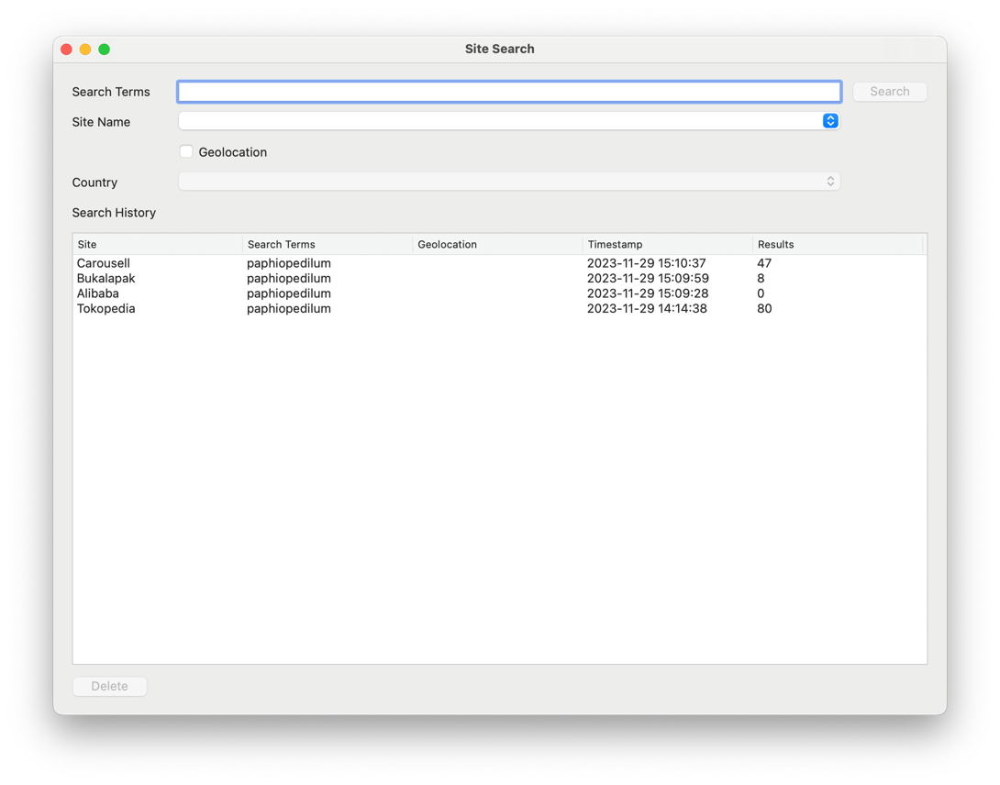 Site Search
Search Terms Search
Site Name
Geolocation
Country
Search History
Site Search Terms Geolocation Timestamp Results
Carousell paphiopedilum 2023-11-29 15:10:37 47
Bukalapak paphiopedilum 2023-11-29 15:09:59 8
Alibaba paphiopedilum 2023-11-29 15:09:28 0
Tokopedia paphiopedilum 2023-11-29 14:14:38 80
Delete